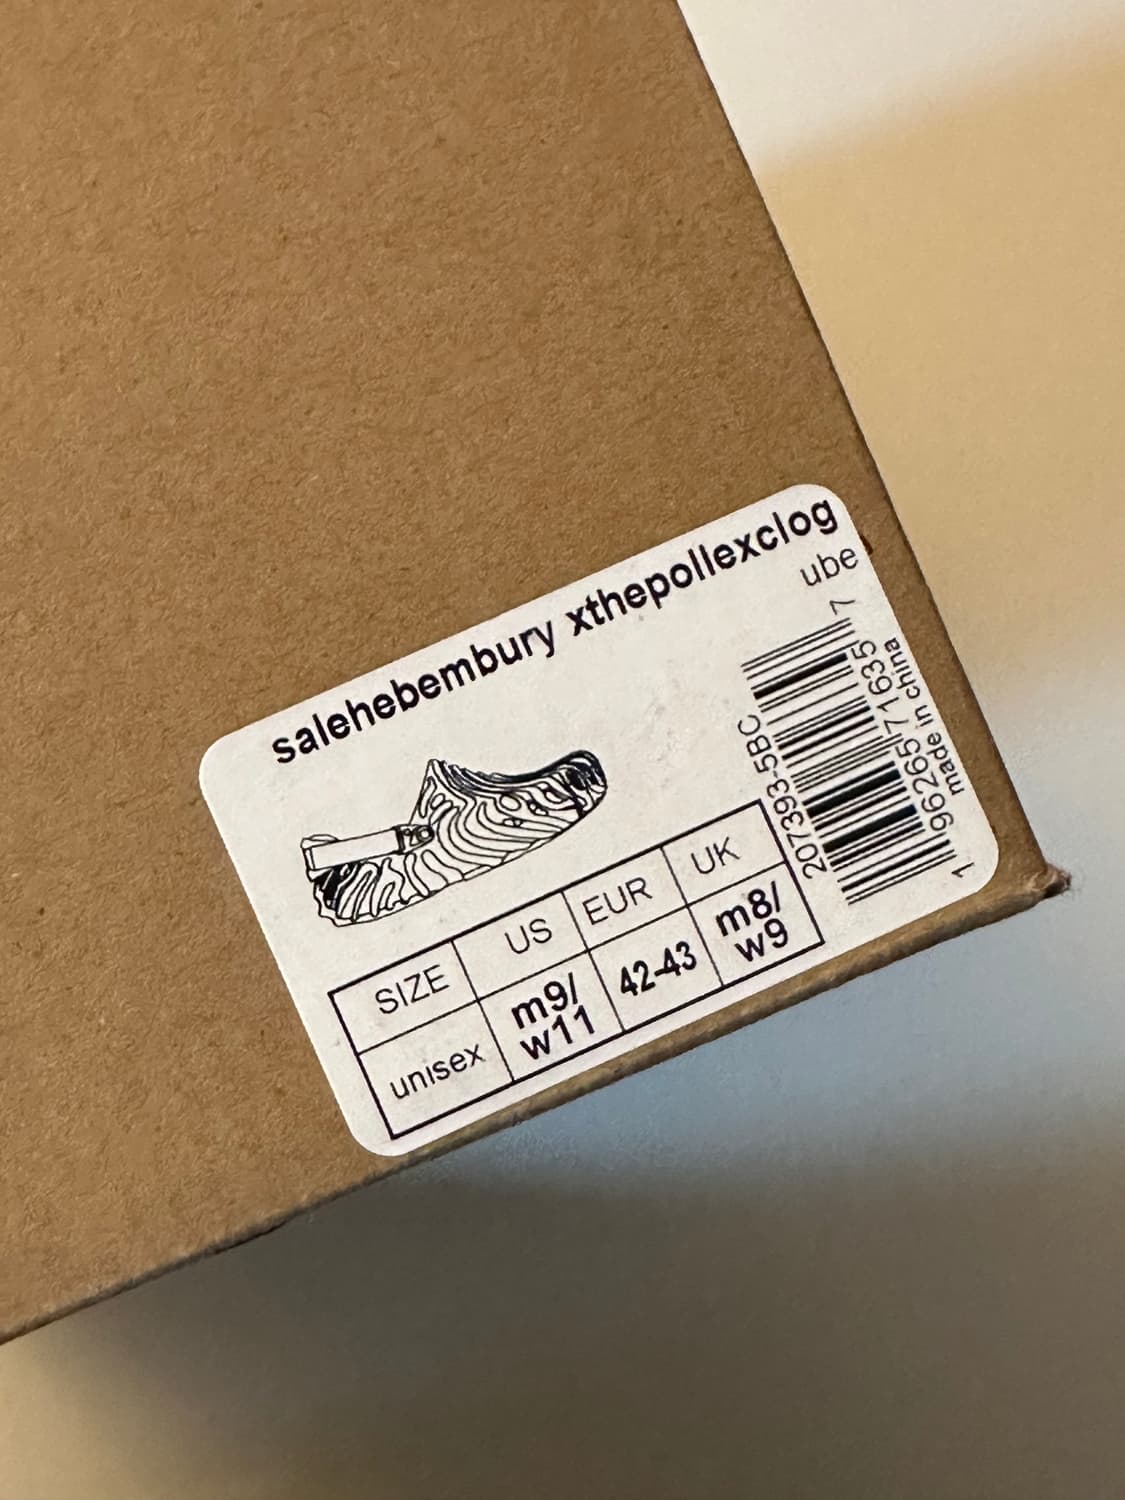 salehebembury xthepollexclog
ube
207393-5BC
1 96265 71635 7
made in china
SIZE US EUR UK
unisex m9/ w11 42-43 m8/ w9